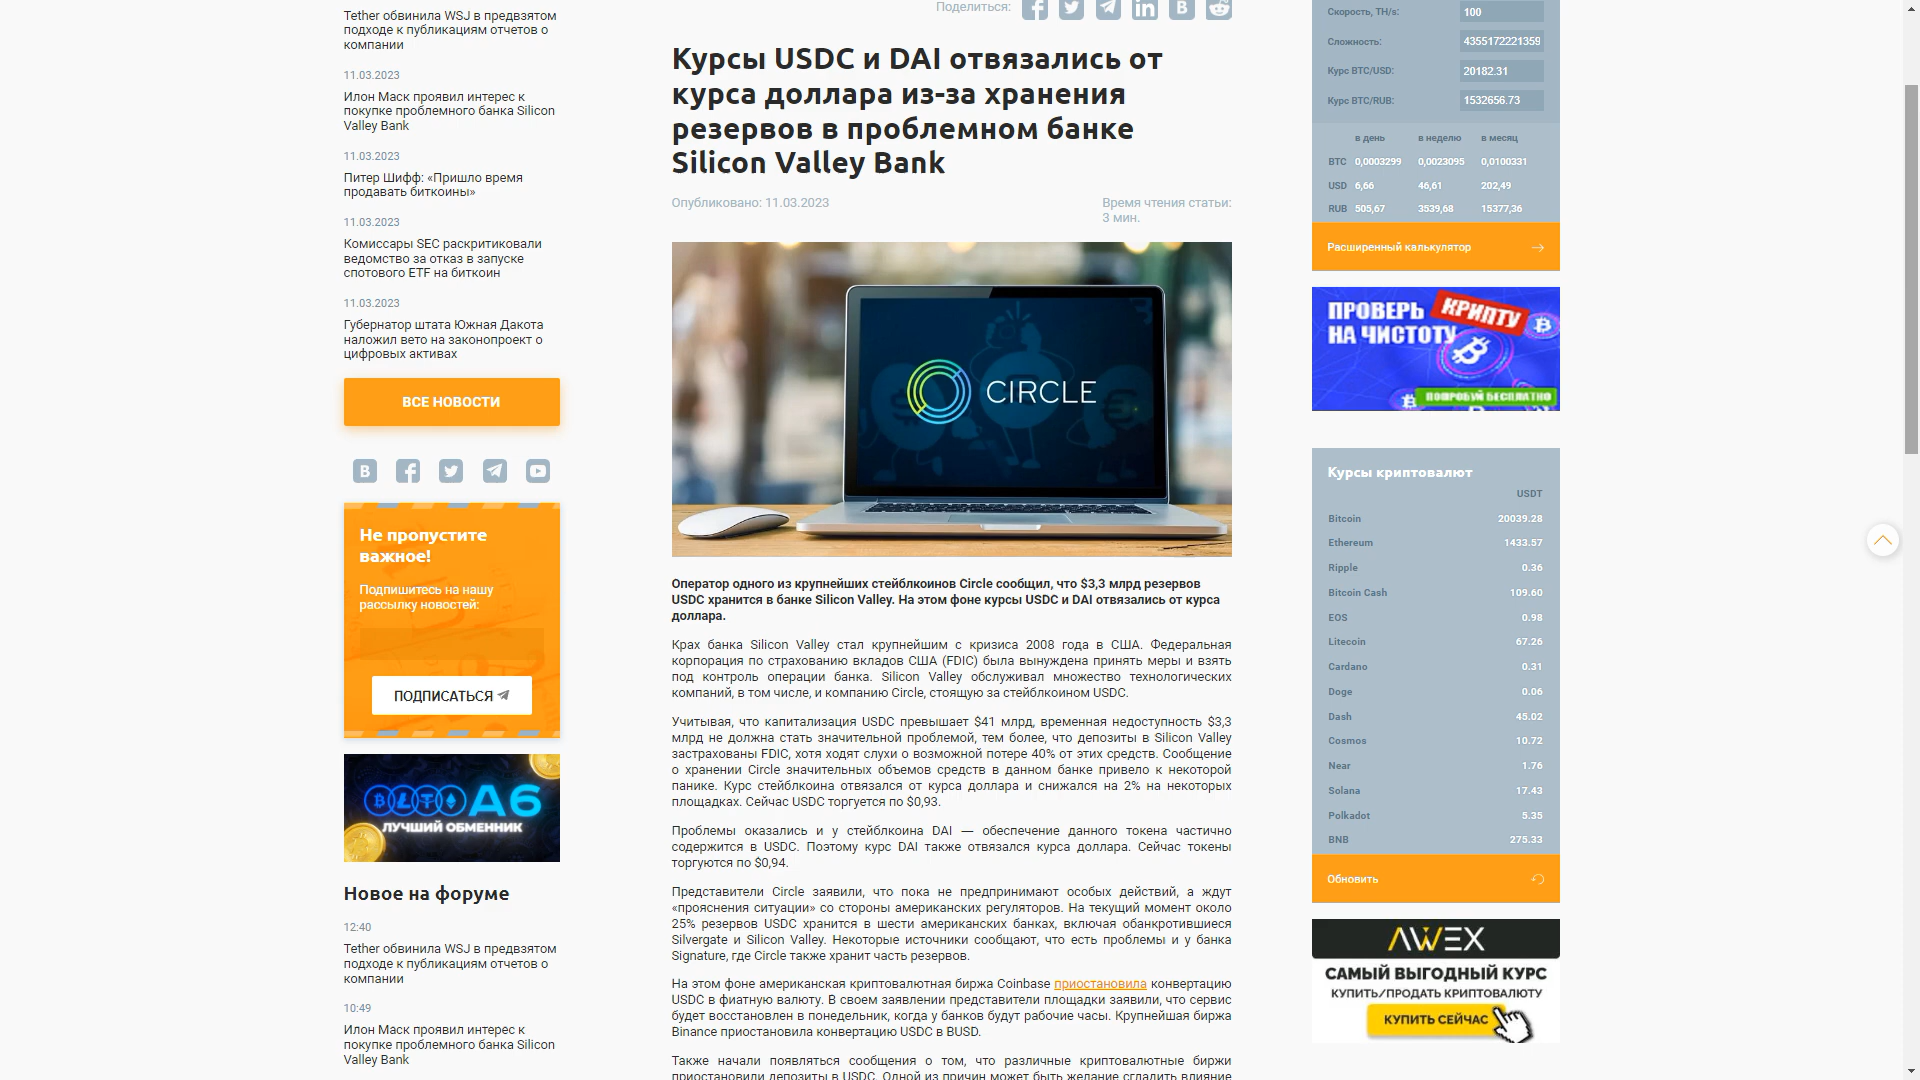 Tether обвинила WSJ в предвзятом
подходе к публикациям отчетов о
компании
11.03.2023
Илон Маск проявил интерес к
покупке проблемного банка Silicon
Valley Bank
11.03.2023
Питер Шифф: «Пришло время
продавать биткоины»
11.03.2023
Комиссары SEC раскритиковали
ведомство за отказ в запуске
спотового ETF на биткоин
11.03.2023
Губернатор штата Южная Дакота
наложил вето на законопроект о
цифровых активах
ВСЕ НОВОСТИ
Не пропустите
важное!
Подпишитесь на нашу
рассылку новостей:
ПОДПИСАТЬСЯ
A6
ЛУЧШИЙ ОБМЕННИК
Новое на форуме
12:40
Tether обвинила WSJ в предвзятом
подходе к публикациям отчетов о
компании
10:49
Илон Маск проявил интерес к
покупке проблемного банка Silicon
Valley Bank
Поделиться:
Курсы USDC и DAI отвязались от
курса доллара из-за хранения
резервов в проблемном банке
Silicon Valley Bank
Опубликовано: 11.03.2023
Время чтения статьи:
3 мин.
CIRCLE
Оператор одного из крупнейших стейблкоинов Circle сообщил, что $3,3 млрд резервов
USDC хранится в банке Silicon Valley. На этом фоне курсы USDC и DAI отвязались от курса
доллара.
Крах банка Silicon Valley стал крупнейшим с кризиса 2008 года в США. Федеральная
корпорация по страхованию вкладов США (FDIC) была вынуждена принять меры и взять
под контроль операции банка. Silicon Valley обслуживал множество технологических
компаний, в том числе, и компанию Circle, стоящую за стейблкоином USDC.
Учитывая, что капитализация USDC превышает $41 млрд, временная недоступность $3,3
млрд не должна стать значительной проблемой, тем более, что депозиты в Silicon Valley
застрахованы FDIC, хотя ходят слухи о возможной потере 40% от этих средств. Сообщение
о хранении Circle значительных объемов средств в данном банке привело к некоторой
панике. Курс стейблкоина отвязался от курса доллара и снижался на 2% на некоторых
площадках. Сейчас USDC торгуется по $0,93.
Проблемы оказались и у стейблкоина DAI — обеспечение данного токена частично
содержится в USDC. Поэтому курс DAI также отвязался курса доллара. Сейчас токены
торгуются по $0,94.
Представители Circle заявили, что пока не предпринимают особых действий, а ждут
«прояснения ситуации» со стороны американских регуляторов. На текущий момент около
25% резервов USDC хранится в шести американских банках, включая обанкротившиеся
Silvergate и Silicon Valley. Некоторые источники сообщают, что есть проблемы и у банка
Signature, где Circle также хранит часть резервов.
На этом фоне американская криптовалютная биржа Coinbase приостановила конвертацию
USDC в фиатную валюту. В своем заявлении представители площадки заявили, что сервис
будет восстановлен в понедельник, когда у банков будут рабочие часы. Крупнейшая биржа
Binance приостановила конвертацию USDC в BUSD.
Также начали появляться сообщения о том, что различные криптовалютные биржи
приостановили депозиты в USDC. Одной из причин может быть желание сгладить влияние
Скорость, TH/s: 100
Сложность: 4355172221359
Курс BTC/USD: 20182.31
Курс BTC/RUB: 1532656.73
в день в неделю в месяц
BTC 0,0003299 0,0023095 0,0100331
USD 6,66 46,61 202,49
RUB 505,67 3539,68 15377,36
Расширенный калькулятор
ПРОВЕРЬ КРИПТУ
НА ЧИСТОТУ
ПОПРОБУЙ БЕСПЛАТНО
Курсы криптовалют
USDT
Bitcoin 20039.28
Ethereum 1433.57
Ripple 0.36
Bitcoin Cash 109.60
EOS 0.98
Litecoin 67.26
Cardano 0.31
Doge 0.06
Dash 45.02
Cosmos 10.72
Near 1.76
Solana 17.43
Polkadot 5.35
BNB 275.33
Обновить
AWEX
САМЫЙ ВЫГОДНЫЙ КУРС
КУПИТЬ/ПРОДАТЬ КРИПТОВАЛЮТУ
КУПИТЬ СЕЙЧАС